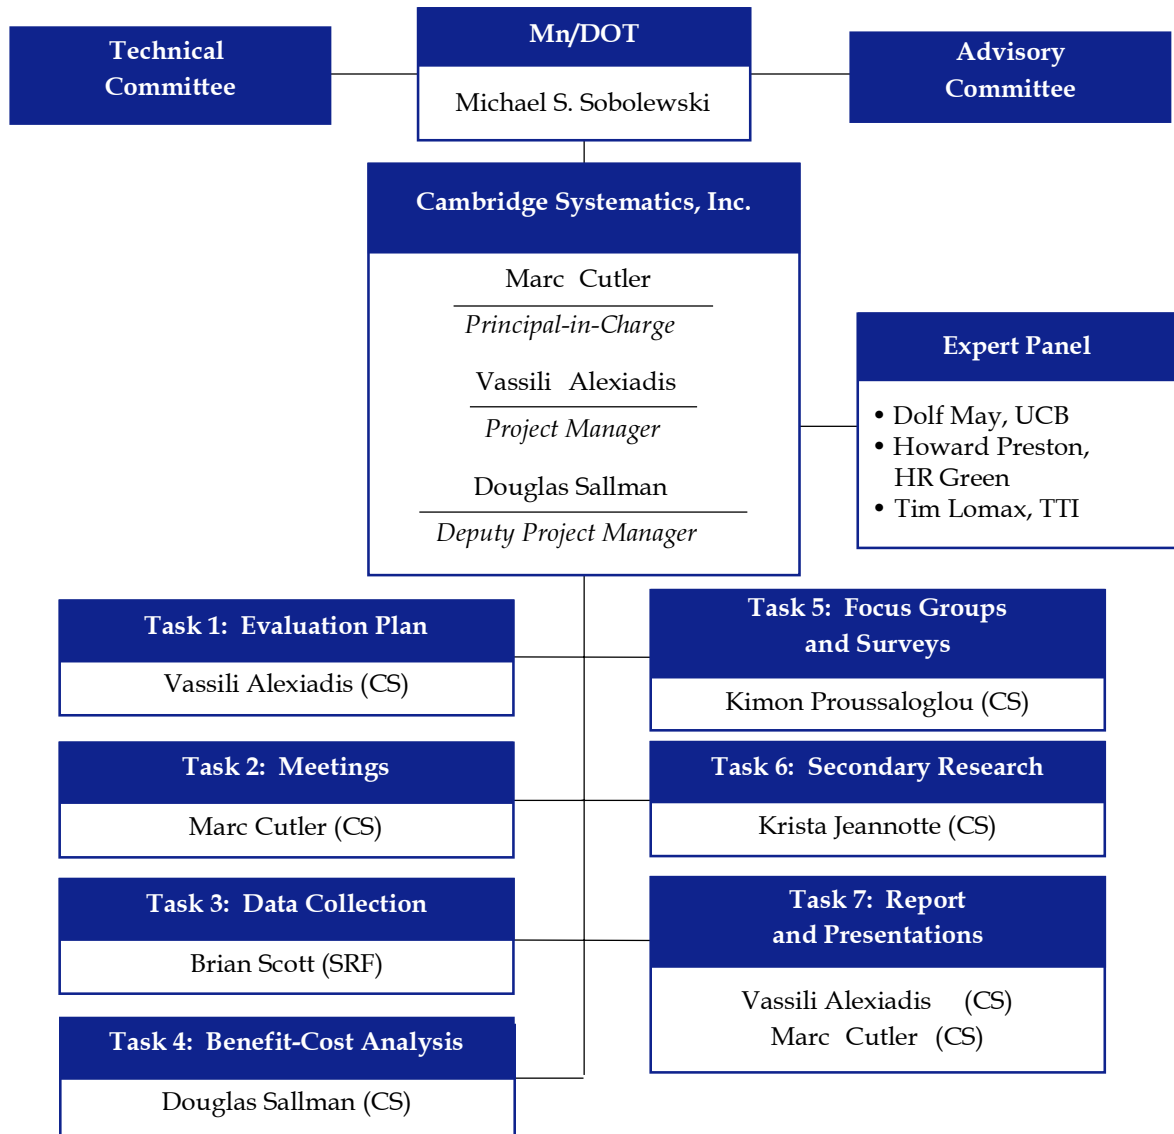 Technical
Committee
Mn/DOT
Michael S. Sobolewski
Advisory
Committee
Cambridge Systematics, Inc.
Marc Cutler
Principal-in-Charge
Vassili Alexiadis
Project Manager
Douglas Sallman
Deputy Project Manager
Expert Panel
• Dolf May, UCB
• Howard Preston,
HR Green
• Tim Lomax, TTI
Task 1: Evaluation Plan
Vassili Alexiadis (CS)
Task 2: Meetings
Marc Cutler (CS)
Task 3: Data Collection
Brian Scott (SRF)
Task 4: Benefit-Cost Analysis
Douglas Sallman (CS)
Task 5: Focus Groups
and Surveys
Kimon Proussaloglou (CS)
Task 6: Secondary Research
Krista Jeannotte (CS)
Task 7: Report
and Presentations
Vassili Alexiadis (CS)
Marc Cutler (CS)